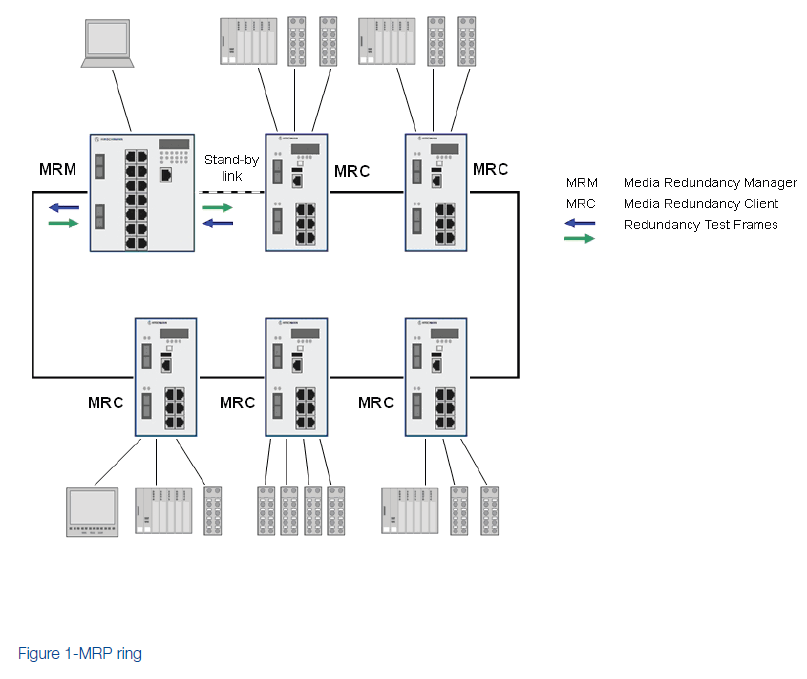 MRM
Stand-by
link
MRC
MRC
MRM Media Redundancy Manager
MRC Media Redundancy Client
Redundancy Test Frames
MRC
MRC
MRC
Figure 1-MRP ring